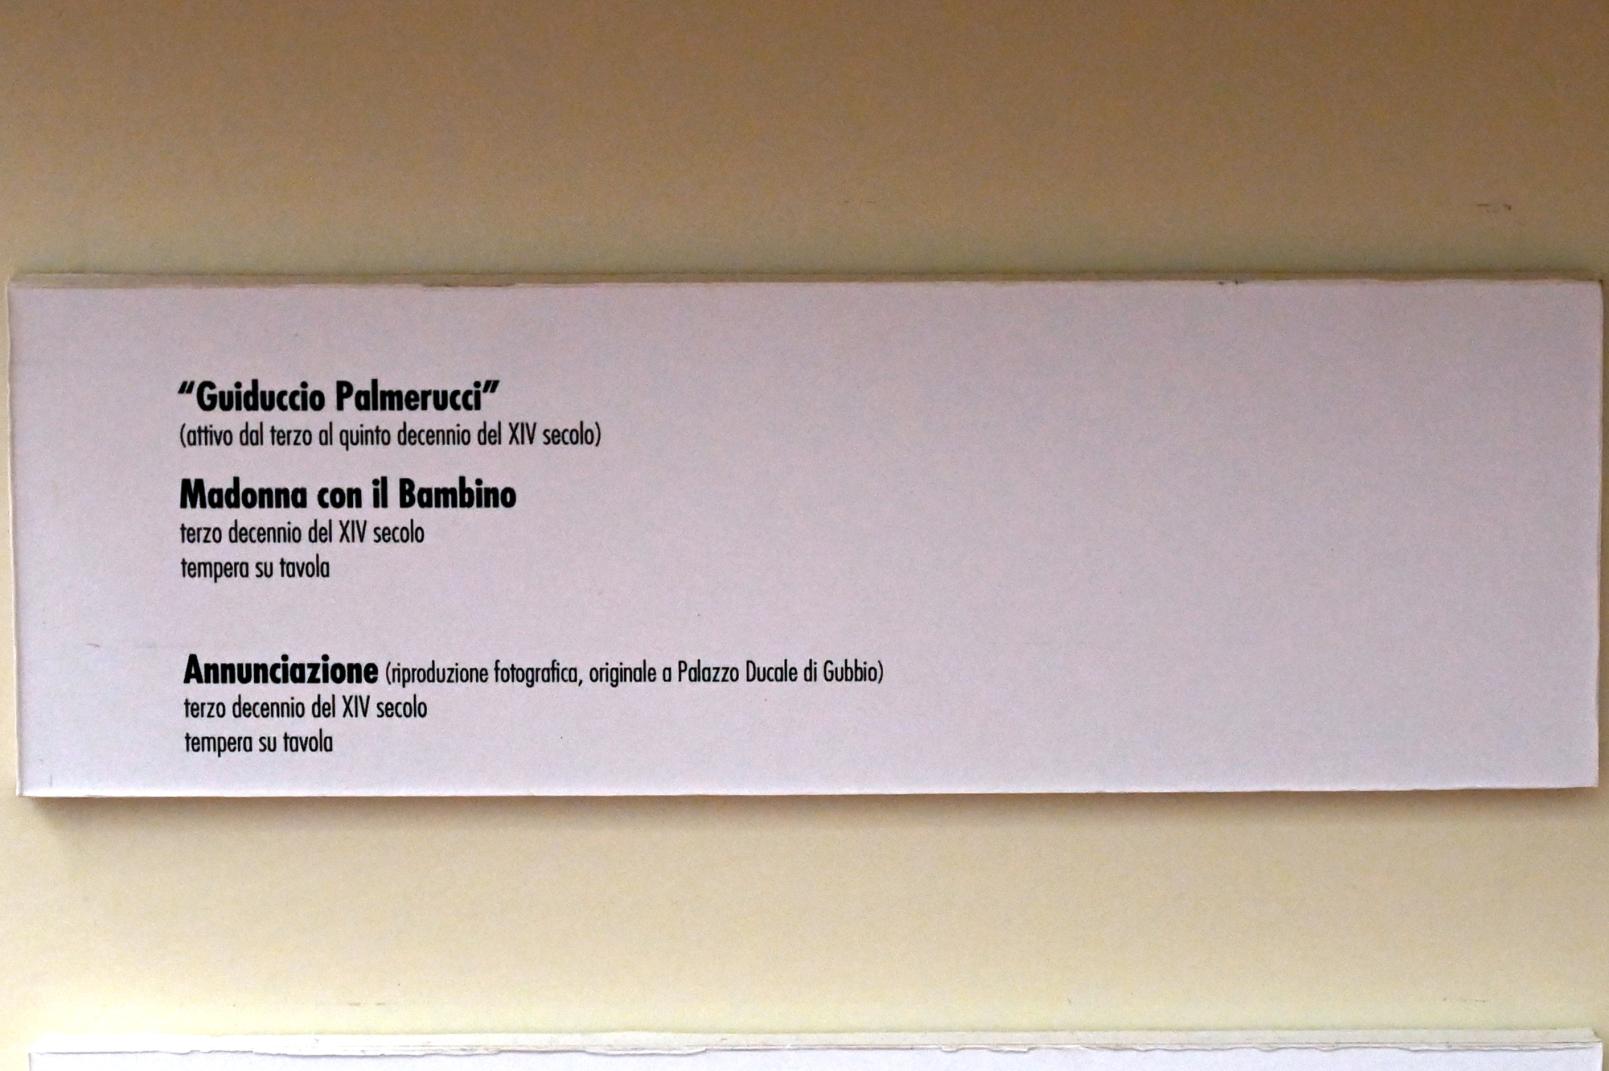 “Guiduccio Palmerucci”
(attivo dal terzo al quinto decennio del XIV secolo)
Madonna con il Bambino
terzo decennio del XIV secolo
tempera su tavola
Annunciazione (riproduzione fotografica, originale a Palazzo Ducale di Gubbio)
terzo decennio del XIV secolo
tempera su tavola